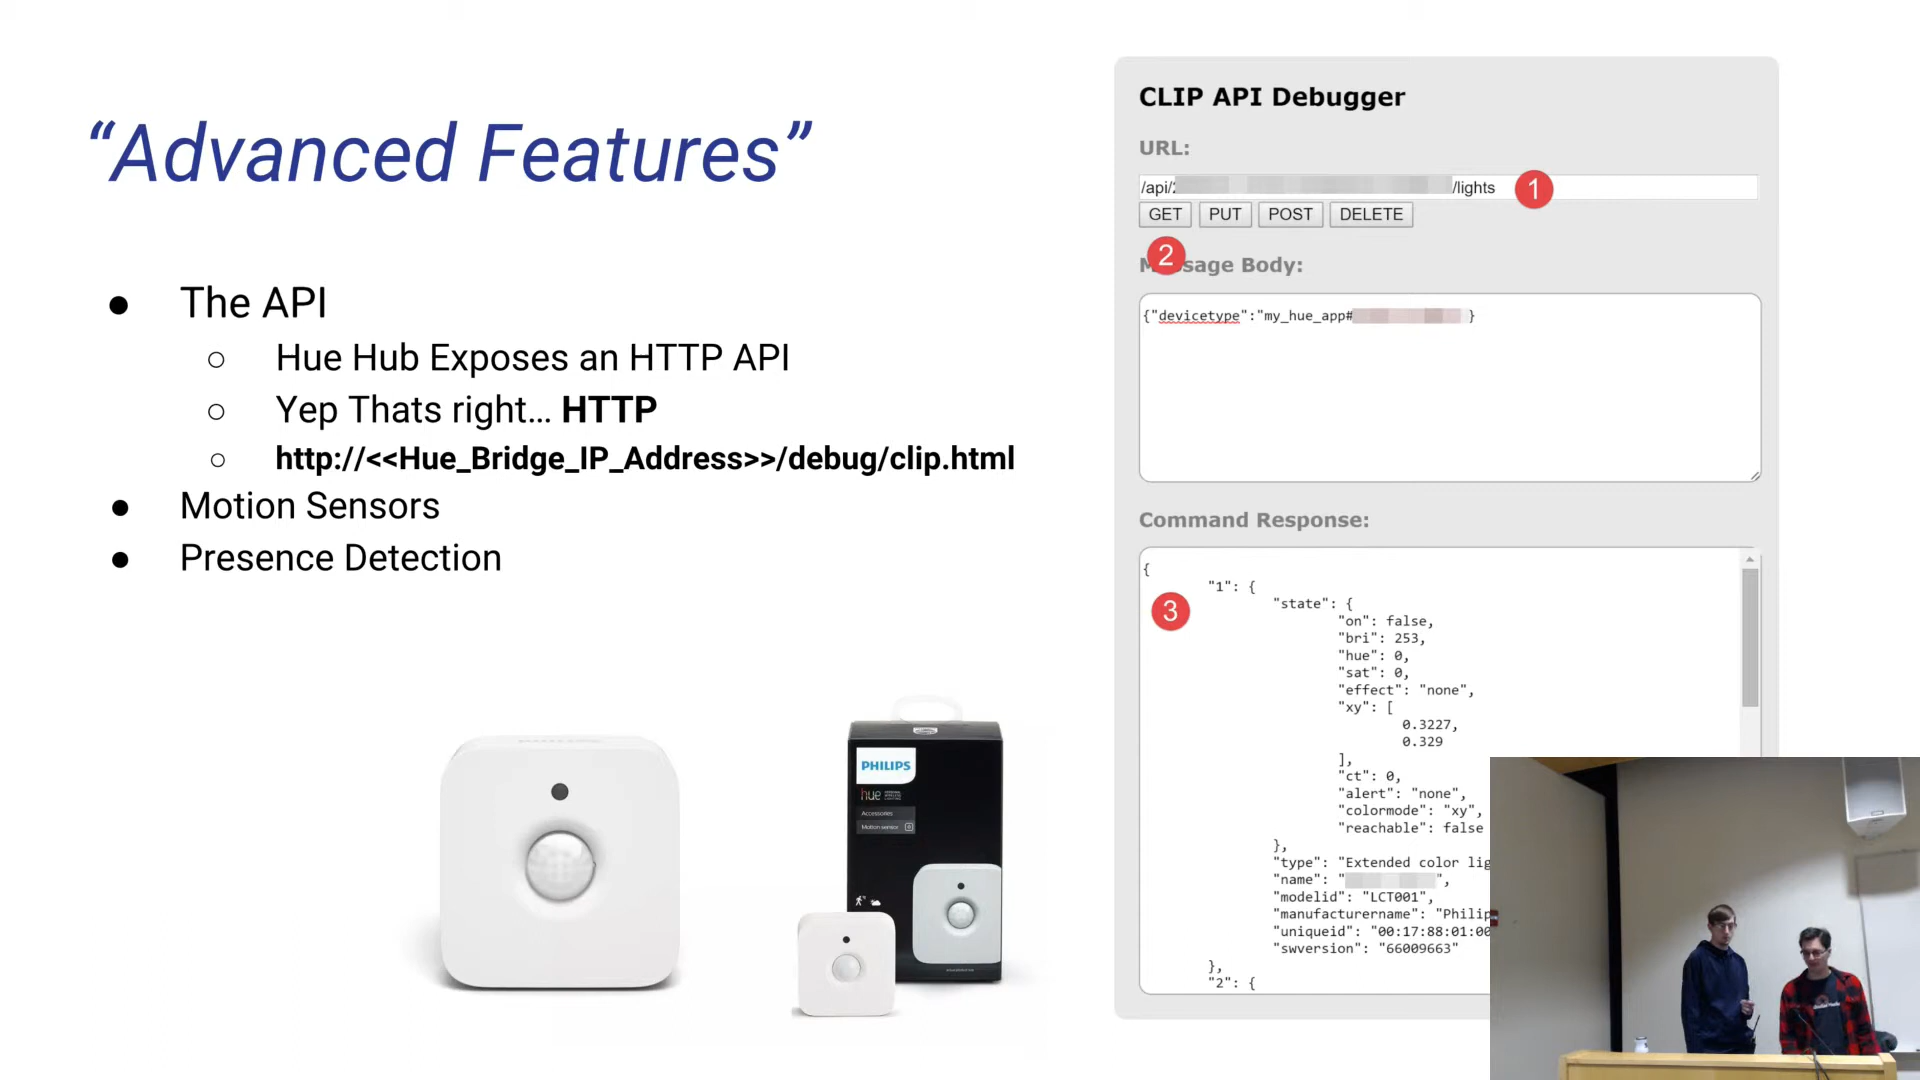 “Advanced Features”
● The API
○ Hue Hub Exposes an HTTP API
○ Yep Thats right... HTTP
○ http://<<Hue_Bridge_IP_Address>>/debug/clip.html
● Motion Sensors
● Presence Detection
PHILIPS
hue
Accessories
Motion sensor
CLIP API Debugger
URL:
/api/2 /lights 1
GET PUT POST DELETE
2
sage Body:
{"devicetype":"my_hue_app# }
Command Response:
{
"1": {
3
"state": {
"on": false,
"bri": 253,
"hue": 0,
"sat": 0,
"effect": "none",
"xy": [
0.3227,
0.329
],
"ct": 0,
"alert": "none",
"colormode": "xy",
"reachable": false
},
"type": "Extended color lig
"name": " ",
"modelid": "LCT001",
"manufacturername": "Philip
"uniqueid": "00:17:88:01:00
"swversion": "66009663"
},
"2": {